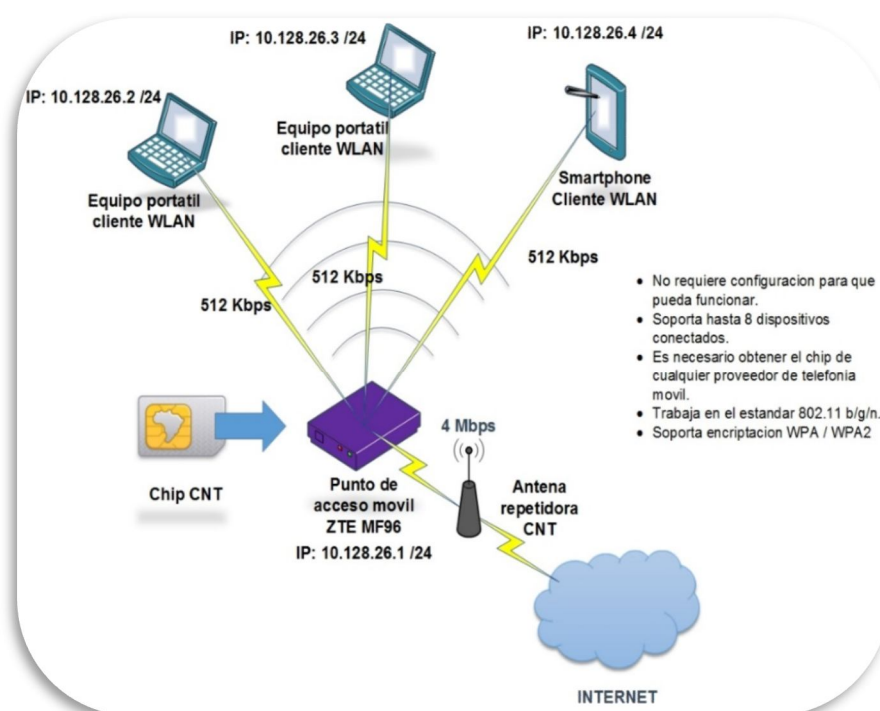 IP: 10.128.26.3 /24
IP: 10.128.26.4 /24
IP: 10.128.26.2 /24
Equipo portatil
cliente WLAN
Smartphone
Cliente WLAN
Equipo portatil
cliente WLAN
512 Kbps
512 Kbps
512 Kbps
• No requiere configuracion para que
pueda funcionar.
• Soporta hasta 8 dispositivos
conectados.
• Es necesario obtener el chip de
cualquier proveedor de telefonia
movil.
• Trabaja en el estandar 802.11 b/g/n.
• Soporta encriptacion WPA / WPA2
4 Mbps
Chip CNT
Punto de
acceso movil
ZTE MF96
IP: 10.128.26.1 /24
Antena
repetidora
CNT
INTERNET